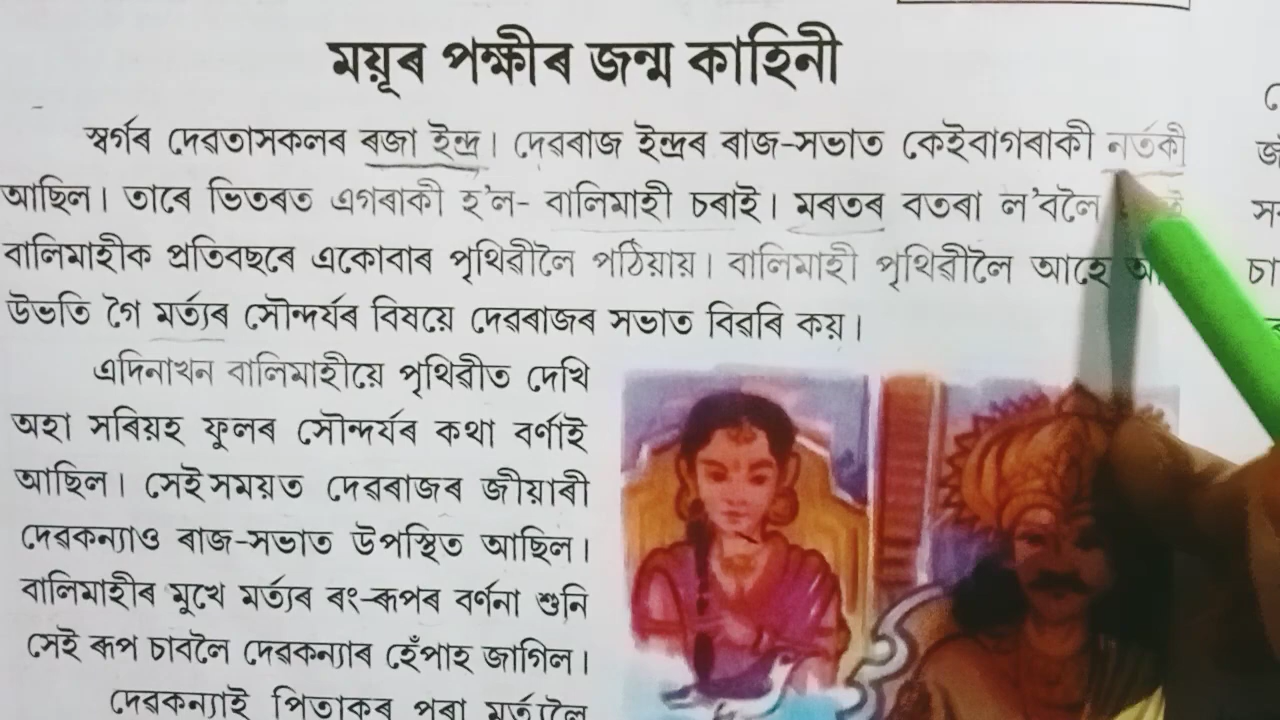 ময়ূৰ পক্ষীৰ জন্ম কাহিনী
স্বৰ্গৰ দেৱতাসকলৰ ৰজা ইন্দ্ৰ। দেৱৰাজ ইন্দ্ৰৰ ৰাজ-সভাত কেইবাগৰাকী নৰ্তকী
আছিল। তাৰে ভিতৰত এগৰাকী হ'ল- বালিমাহী চৰাই। মৰতৰ বতৰা ল'বলৈ
বালিমাহীক প্ৰতিবছৰে একোবাৰ পৃথিৱীলৈ পঠিয়ায়। বালিমাহী পৃথিৱীলৈ আহে
উভতি গৈ মৰ্ত্যৰ সৌন্দৰ্যৰ বিষয়ে দেৱৰাজৰ সভাত বিৱৰি কয়।
এদিনাখন বালিমাহীয়ে পৃথিৱীত দেখি
অহা সৰিয়হ ফুলৰ সৌন্দৰ্যৰ কথা বৰ্ণাই
আছিল। সেইসময়ত দেৱৰাজৰ জীয়াৰী
দেৱকন্যাও ৰাজ-সভাত উপস্থিত আছিল।
বালিমাহীৰ মুখে মৰ্ত্যৰ ৰং-ৰূপৰ বৰ্ণনা শুনি
সেই ৰূপ চাবলৈ দেৱকন্যাৰ হেঁপাহ জাগিল।
দেৱকন্যাই পিতাকৰ পৰা মৰ্ত্যলৈ